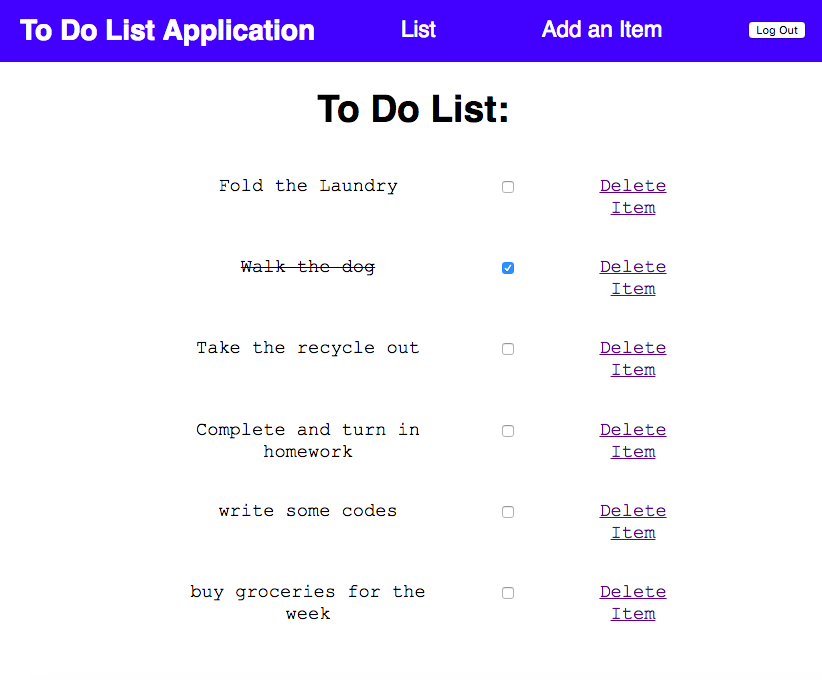 To Do List Application List Add an Item Log Out
To Do List:
Fold the Laundry Delete
Item
Walk the dog Delete
Item
Take the recycle out Delete
Item
Complete and turn in Delete
homework Item
write some codes Delete
Item
buy groceries for the Delete
week Item